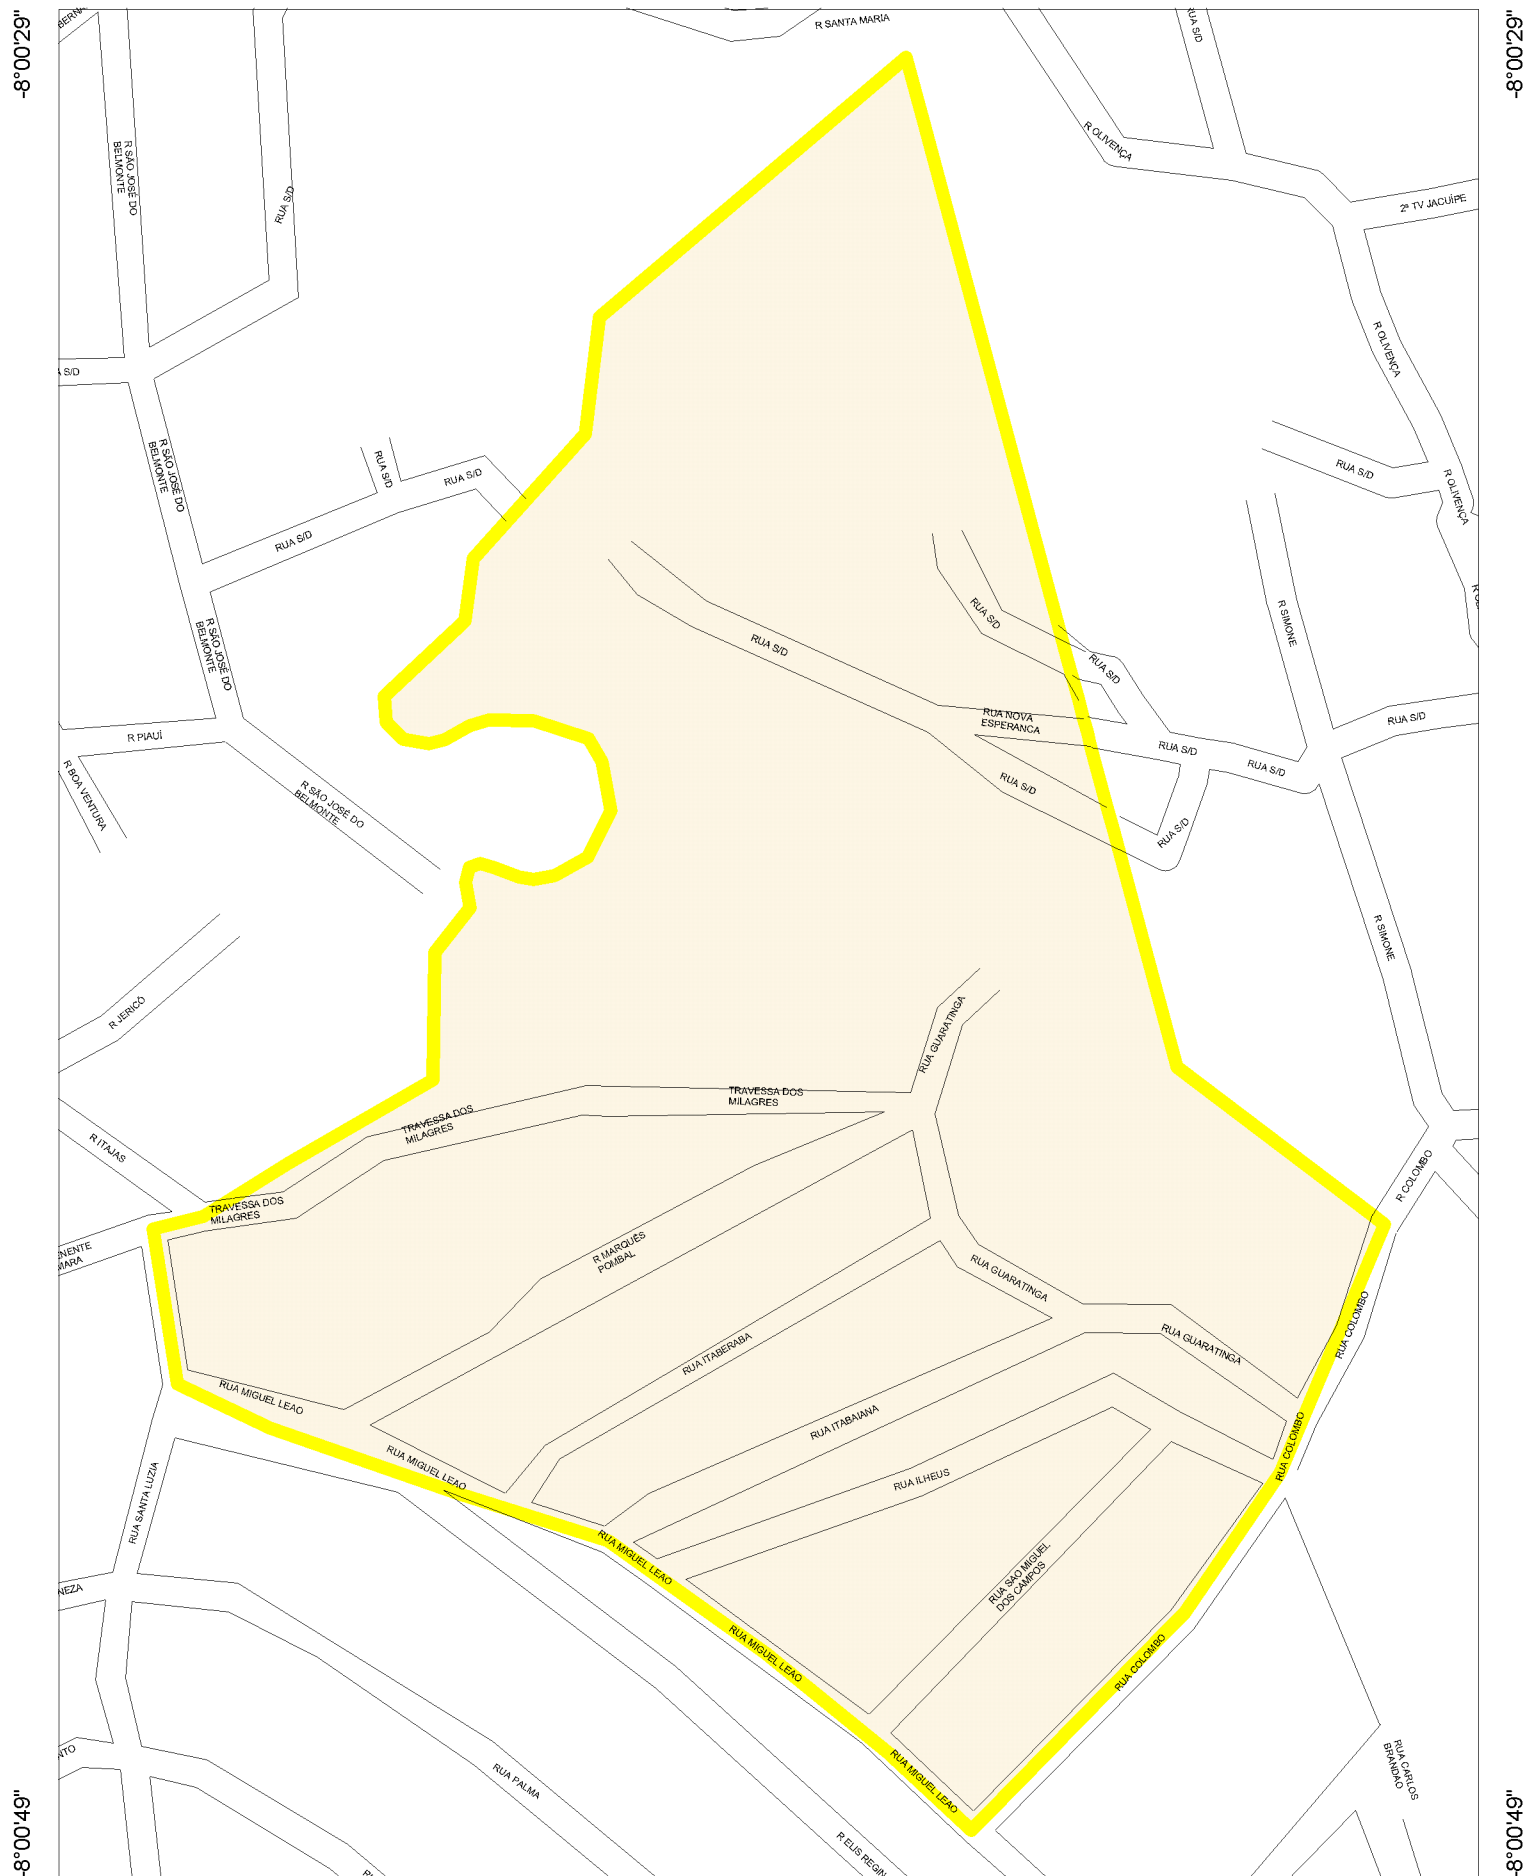 -8°00'29"
-8°00'29"
R SANTA MARIA
RUA S/D
R OLIVENÇA
R SÃO JOSÉ DO
BELMONTE
RUA S/D
2ª TV JACUÍPE
R OLIVENÇA
S/D
R SÃO JOSÉ DO
BELMONTE
RUA S/D
RUA S/D
RUA S/D
RUA S/D
R OLIVENÇA
RUA S/D
R SIMONE
R SÃO JOSÉ DO
BELMONTE
RUA S/D
RUA S/D
RUA NOVA
ESPERANCA
RUA S/D
RUA S/D
RUA S/D
R PIAUÍ
R BOA VENTURA
R SÃO JOSÉ DO
BELMONTE
RUA S/D
RUA S/D
R SIMONE
R JERICÓ
RUA GUARATINGA
TRAVESSA DOS
MILAGRES
TRAVESSA DOS
MILAGRES
R ITAJAS
R COLOMBO
TRAVESSA DOS
MILAGRES
ENENTE
MARA
R MARQUÊS
POMBAL
RUA GUARATINGA
RUA COLOMBO
RUA GUARATINGA
RUA ITABERABA
RUA MIGUEL LEAO
RUA ITABAIANA
RUA COLOMBO
RUA MIGUEL LEAO
RUA ILHEUS
RUA SANTA LUZIA
RUA MIGUEL LEAO
RUA SAO MIGUEL
DOS CAMPOS
NEZA
RUA MIGUEL LEAO
RUA COLOMBO
NTO
RUA PALMA
RUA MIGUEL LEAO
RUA CARLOS
BRANDAO
R ELIS REGIN
-8°00'49"
-8°00'49"